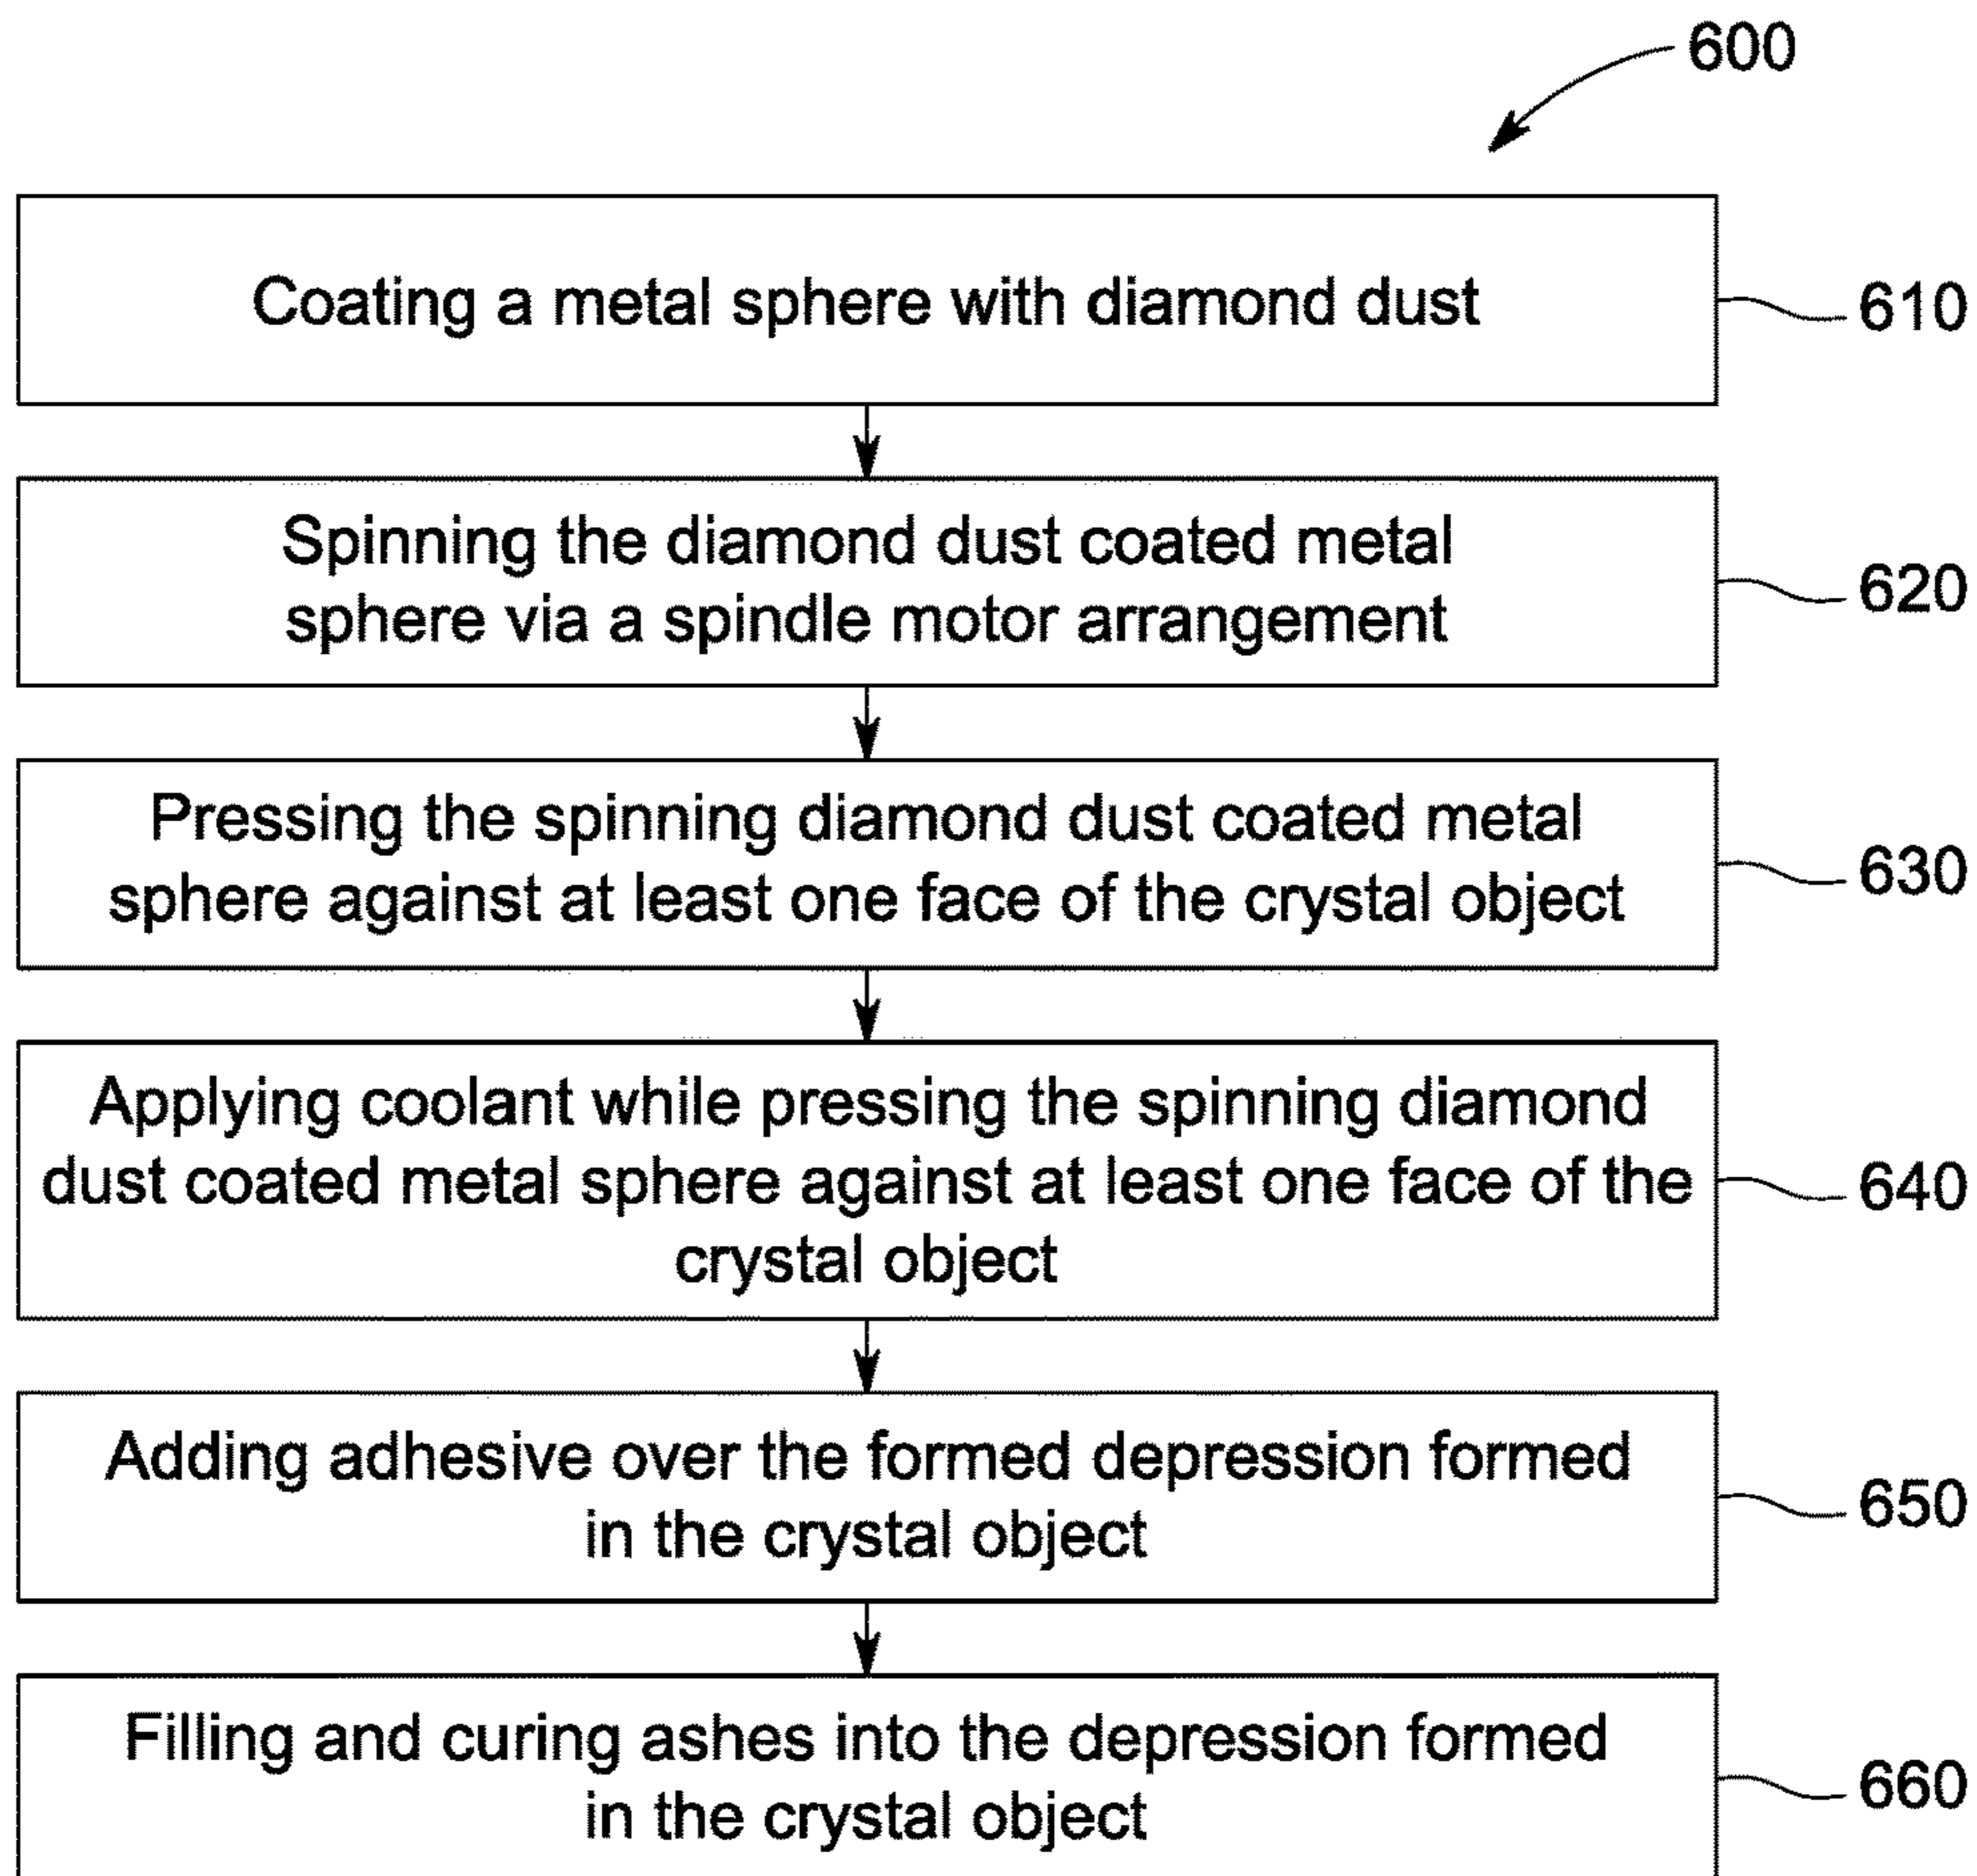 600
Coating a metal sphere with diamond dust
610
Spinning the diamond dust coated metal
sphere via a spindle motor arrangement
620
Pressing the spinning diamond dust coated metal
sphere against at least one face of the crystal object
630
Applying coolant while pressing the spinning diamond
dust coated metal sphere against at least one face of the
crystal object
640
Adding adhesive over the formed depression formed
in the crystal object
650
Filling and curing ashes into the depression formed
in the crystal object
660